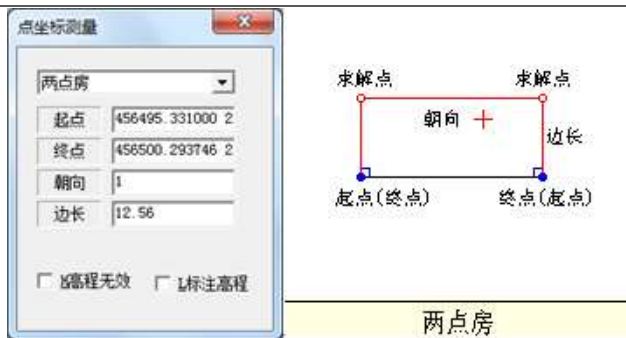 点坐标测量
两点房
起点 456495.331000 2
终点 456500.293746 2
朝向 1
边长 12.56
N高程无效 L标注高程
求解点 求解点
朝向
边长
起点(终点) 终点(起点)
两点房